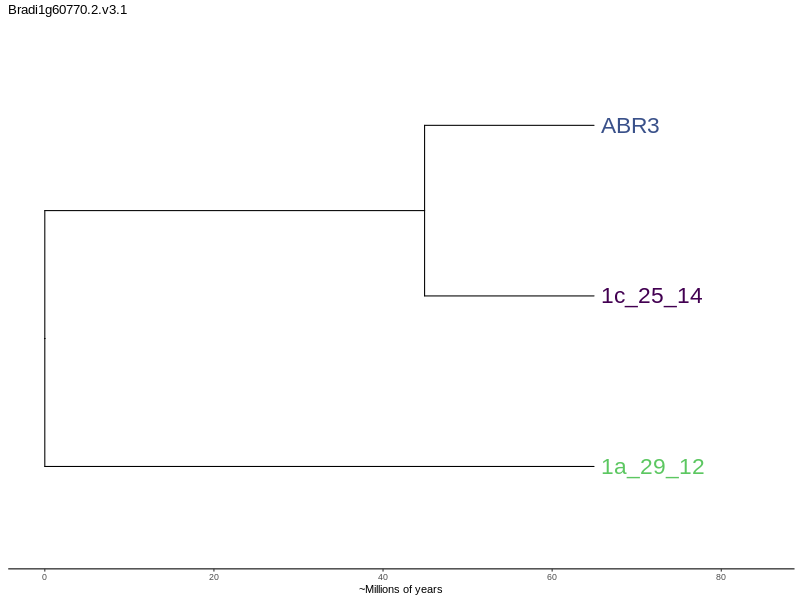 Bradi1g60770.2.v3.1
ABR3
1c_25_14
1a_29_12
0 20 40 60 80
~Millions of years